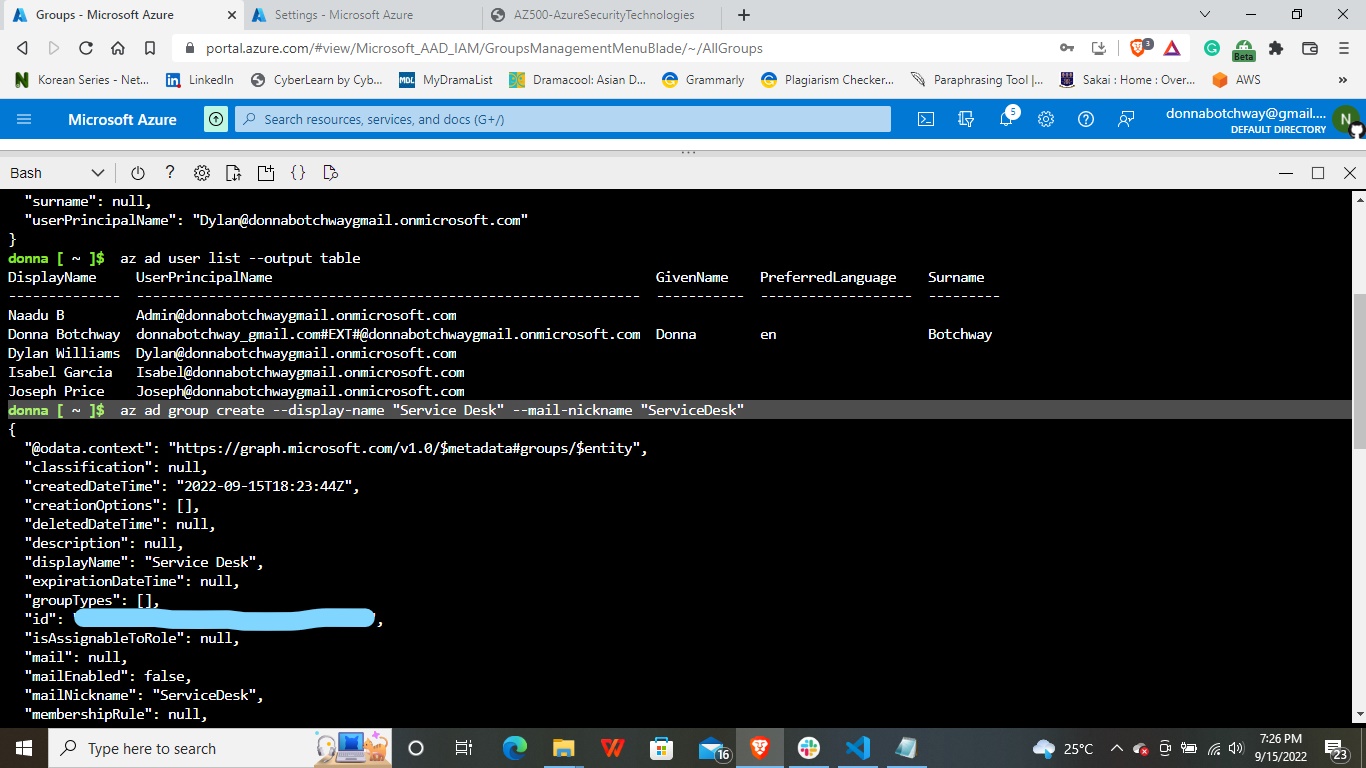 Groups - Microsoft Azure
Settings - Microsoft Azure
AZ500-AzureSecurityTechnologies
portal.azure.com/#view/Microsoft_AAD_IAM/GroupsManagementMenuBlade/~/AllGroups
3
Beta
Korean Series - Net...
LinkedIn
CyberLearn by Cyb...
MDL MyDramaList
Dramacool: Asian D...
Grammarly
Plagiarism Checker...
Paraphrasing Tool |...
Sakai : Home : Over...
AWS
Microsoft Azure
Search resources, services, and docs (G+/)
5
donnabotchway@gmail....
DEFAULT DIRECTORY
N
Bash
"surname": null,
"userPrincipalName": "Dylan@donnabotchwaygmail.onmicrosoft.com"
}
donna [ ~ ]$ az ad user list --output table
DisplayName UserPrincipalName GivenName PreferredLanguage Surname
-------------- --------------------------------------------------------------- ----------- ------------------- ---------
Naadu B Admin@donnabotchwaygmail.onmicrosoft.com
Donna Botchway donnabotchway_gmail.com#EXT#@donnabotchwaygmail.onmicrosoft.com Donna en Botchway
Dylan Williams Dylan@donnabotchwaygmail.onmicrosoft.com
Isabel Garcia Isabel@donnabotchwaygmail.onmicrosoft.com
Joseph Price Joseph@donnabotchwaygmail.onmicrosoft.com
donna [ ~ ]$ az ad group create --display-name "Service Desk" --mail-nickname "ServiceDesk"
{
"@odata.context": "https://graph.microsoft.com/v1.0/$metadata#groups/$entity",
"classification": null,
"createdDateTime": "2022-09-15T18:23:44Z",
"creationOptions": [],
"deletedDateTime": null,
"description": null,
"displayName": "Service Desk",
"expirationDateTime": null,
"groupTypes": [],
"id": ",
"isAssignableToRole": null,
"mail": null,
"mailEnabled": false,
"mailNickname": "ServiceDesk",
"membershipRule": null,
Type here to search
16
25°C
7:26 PM
9/15/2022
23